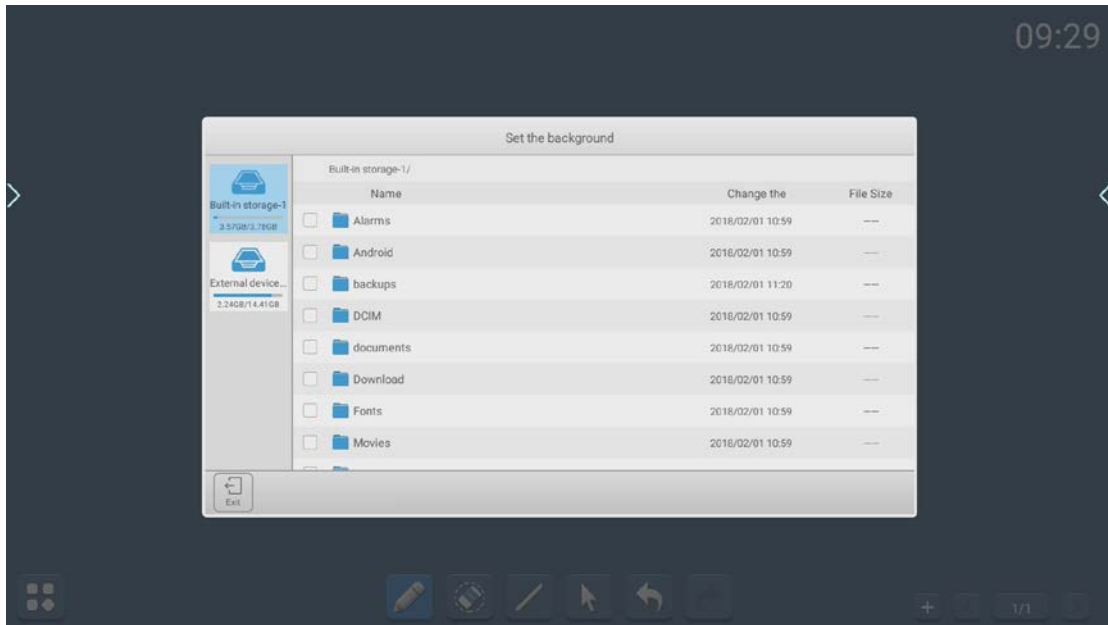 09:29
Set the background
Built-in storage-1/
Name Change the File Size
Built-in storage-1
3.57GB/3.78GB
External device...
2.24GB/14.41GB
Alarms 2018/02/01 10:59 ---
Android 2018/02/01 10:59 ---
backups 2018/02/01 11:20 ---
DCIM 2018/02/01 10:59 ---
documents 2018/02/01 10:59 ---
Download 2018/02/01 10:59 ---
Fonts 2018/02/01 10:59 ---
Movies 2018/02/01 10:59 ---
Exit
1/1